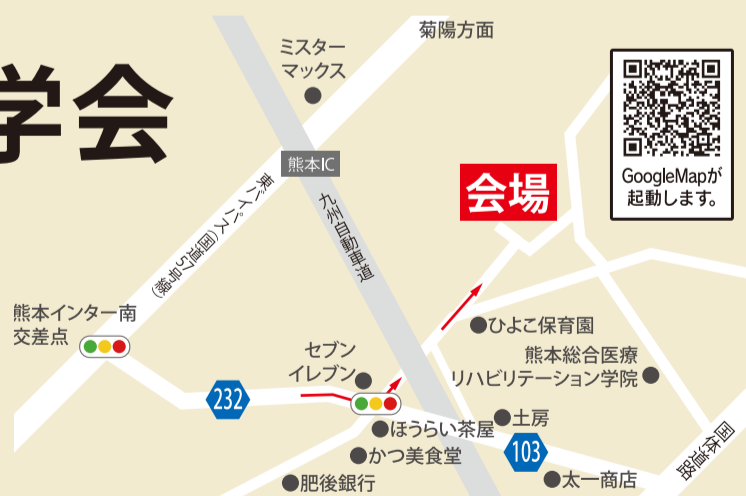 学会
菊陽方面
ミスター
マックス
熊本IC
東バイパス(国道57号線)
九州自動車道
会場
GoogleMapが
起動します。
熊本インター南
交差点
セブン
イレブン
232
ひよこ保育園
熊本総合医療
リハビリテーション学院
ほうらい茶屋
土房
103
かつ美食堂
肥後銀行
太一商店
国体道路